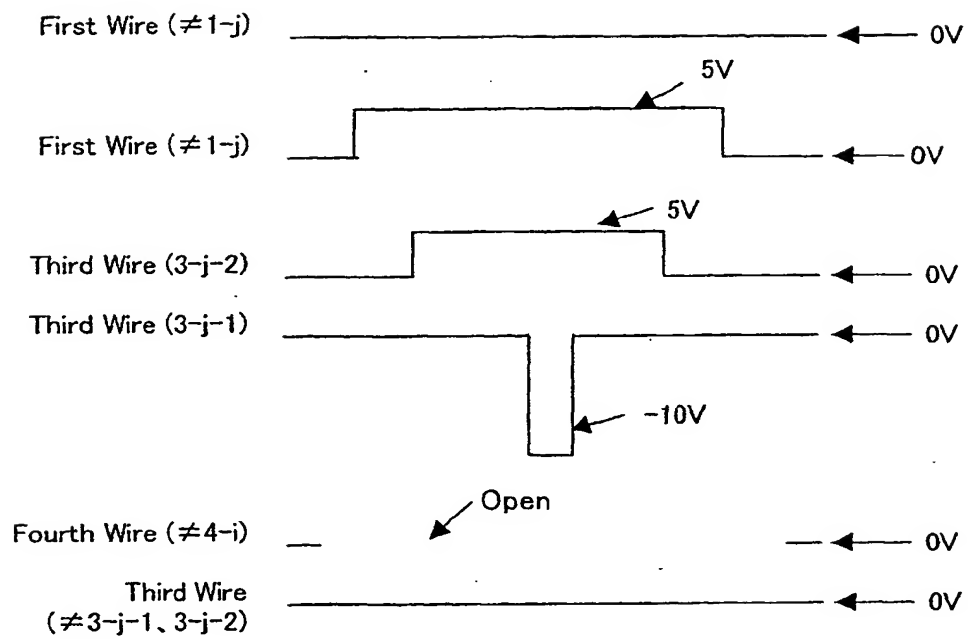 First Wire (≠1-j) 0V
5V
First Wire (≠1-j) 0V
5V
Third Wire (3-j-2) 0V
Third Wire (3-j-1) 0V
-10V
Open
Fourth Wire (≠4-i) 0V
Third Wire
(≠3-j-1、3-j-2) 0V